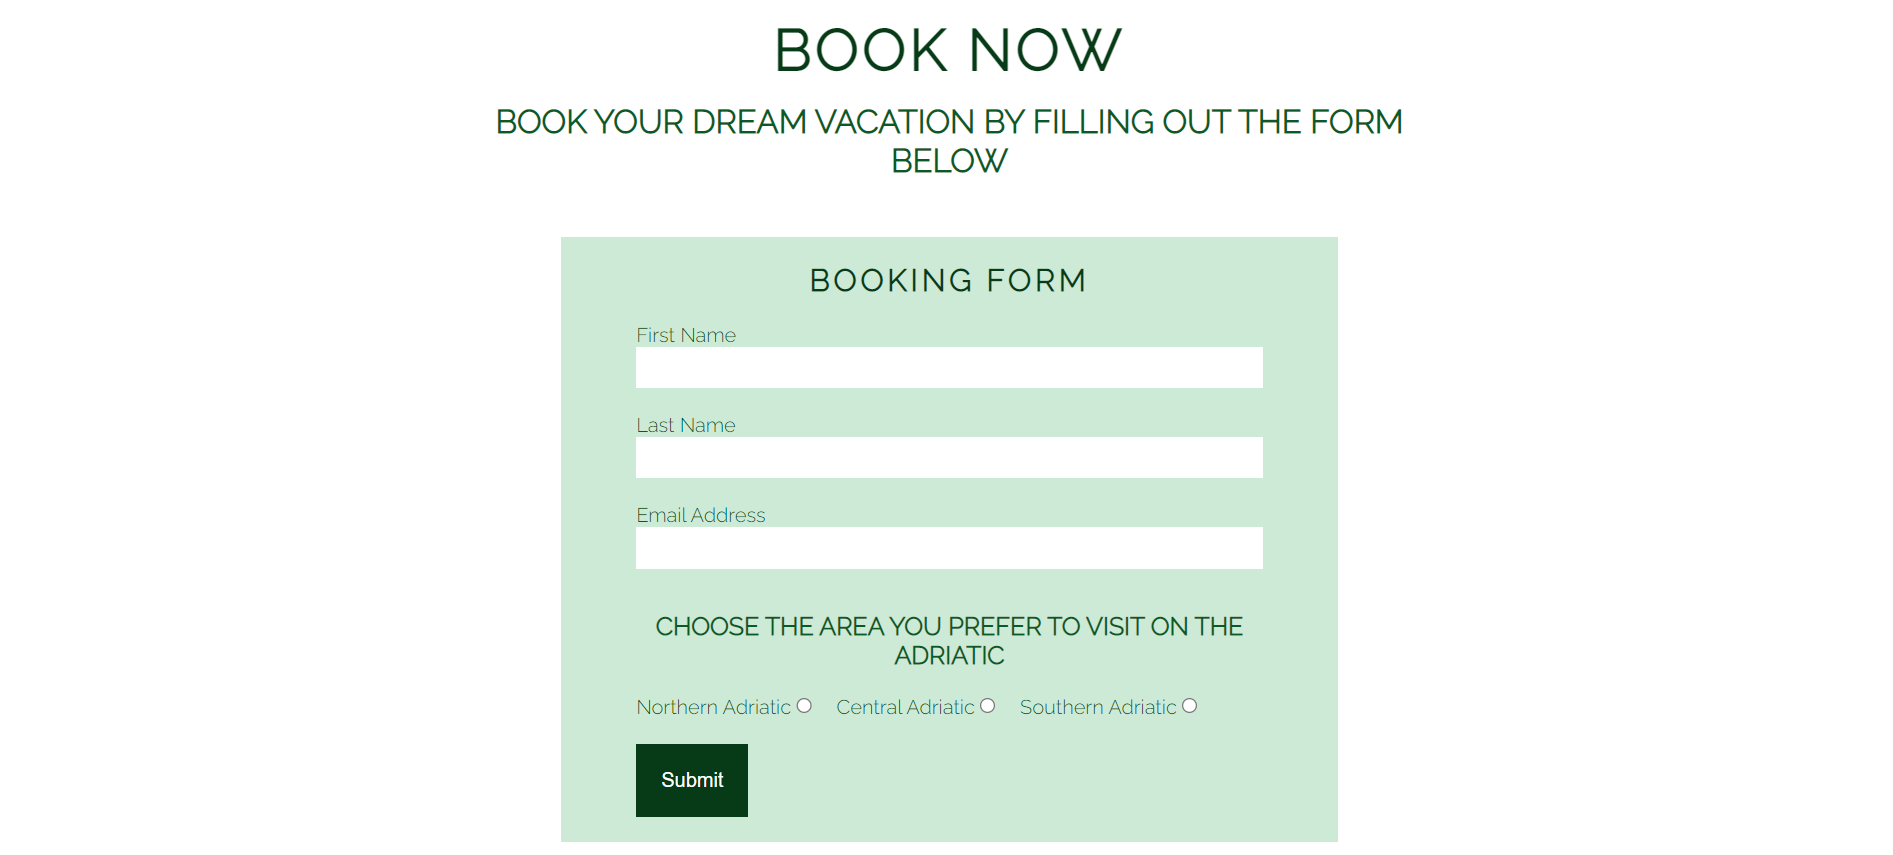 BOOK NOW
BOOK YOUR DREAM VACATION BY FILLING OUT THE FORM
BELOW
BOOKING FORM
First Name
Last Name
Email Address
CHOOSE THE AREA YOU PREFER TO VISIT ON THE
ADRIATIC
Northern Adriatic Central Adriatic Southern Adriatic
Submit